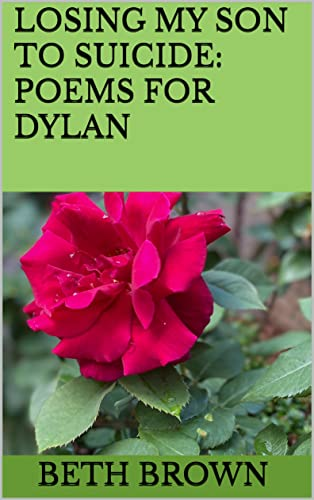 LOSING MY SON
TO SUICIDE:
POEMS FOR
DYLAN
BETH BROWN